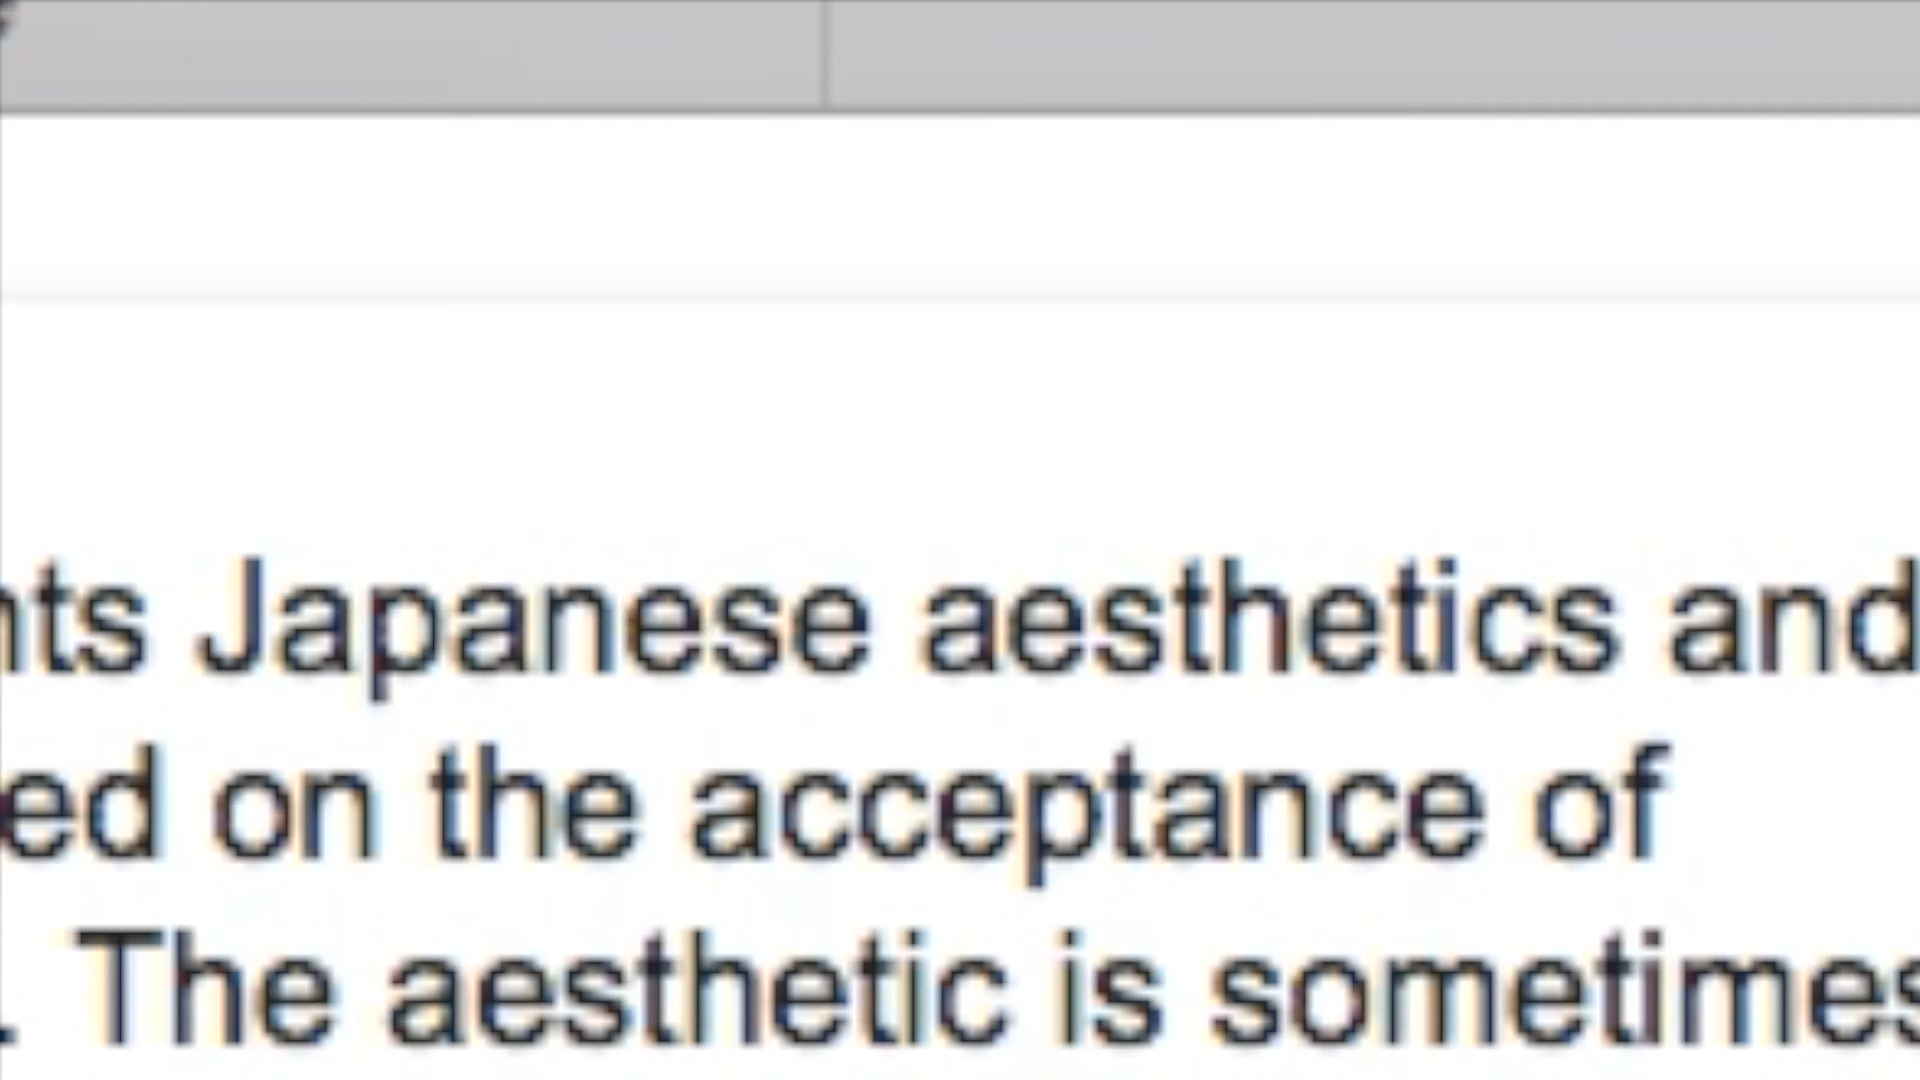 nts Japanese aesthetics and
ed on the acceptance of
. The aesthetic is sometimes